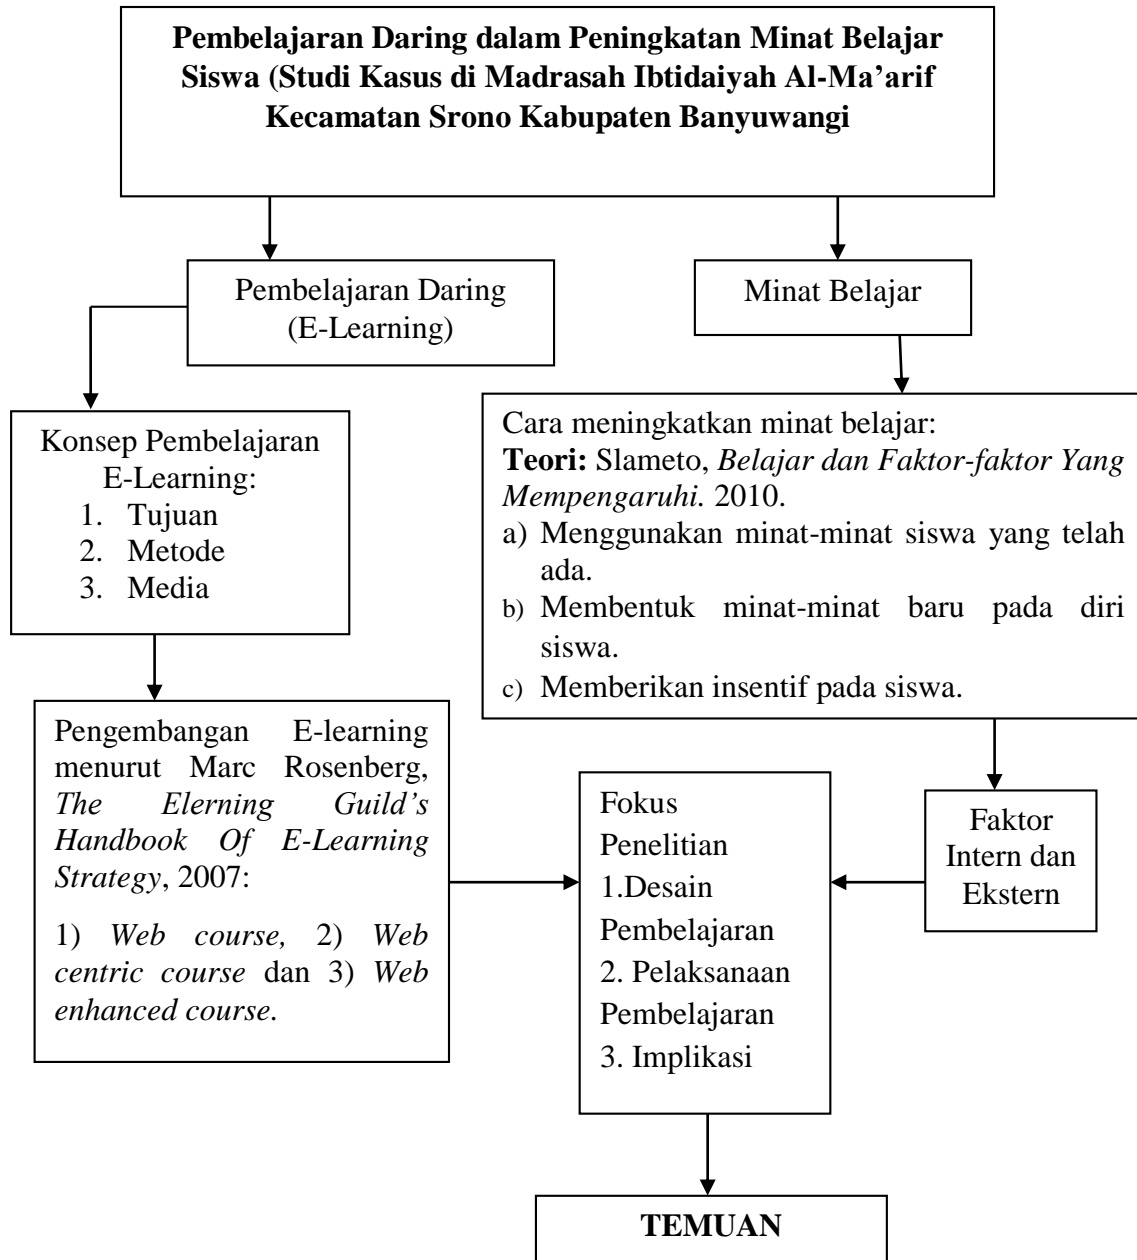 Pembelajaran Daring dalam Peningkatan Minat Belajar
Siswa (Studi Kasus di Madrasah Ibtidaiyah Al-Ma’arif
Kecamatan Srono Kabupaten Banyuwangi
Pembelajaran Daring
(E-Learning)
Minat Belajar
Konsep Pembelajaran
E-Learning:
1. Tujuan
2. Metode
3. Media
Cara meningkatkan minat belajar:
Teori: Slameto, Belajar dan Faktor-faktor Yang
Mempengaruhi. 2010.
a) Menggunakan minat-minat siswa yang telah
ada.
b) Membentuk minat-minat baru pada diri
siswa.
c) Memberikan insentif pada siswa.
Pengembangan E-learning
menurut Marc Rosenberg,
The Elerning Guild’s
Handbook Of E-Learning
Strategy, 2007:
1) Web course, 2) Web
centric course dan 3) Web
enhanced course.
Fokus
Penelitian
1.Desain
Pembelajaran
2. Pelaksanaan
Pembelajaran
3. Implikasi
Faktor
Intern dan
Ekstern
TEMUAN